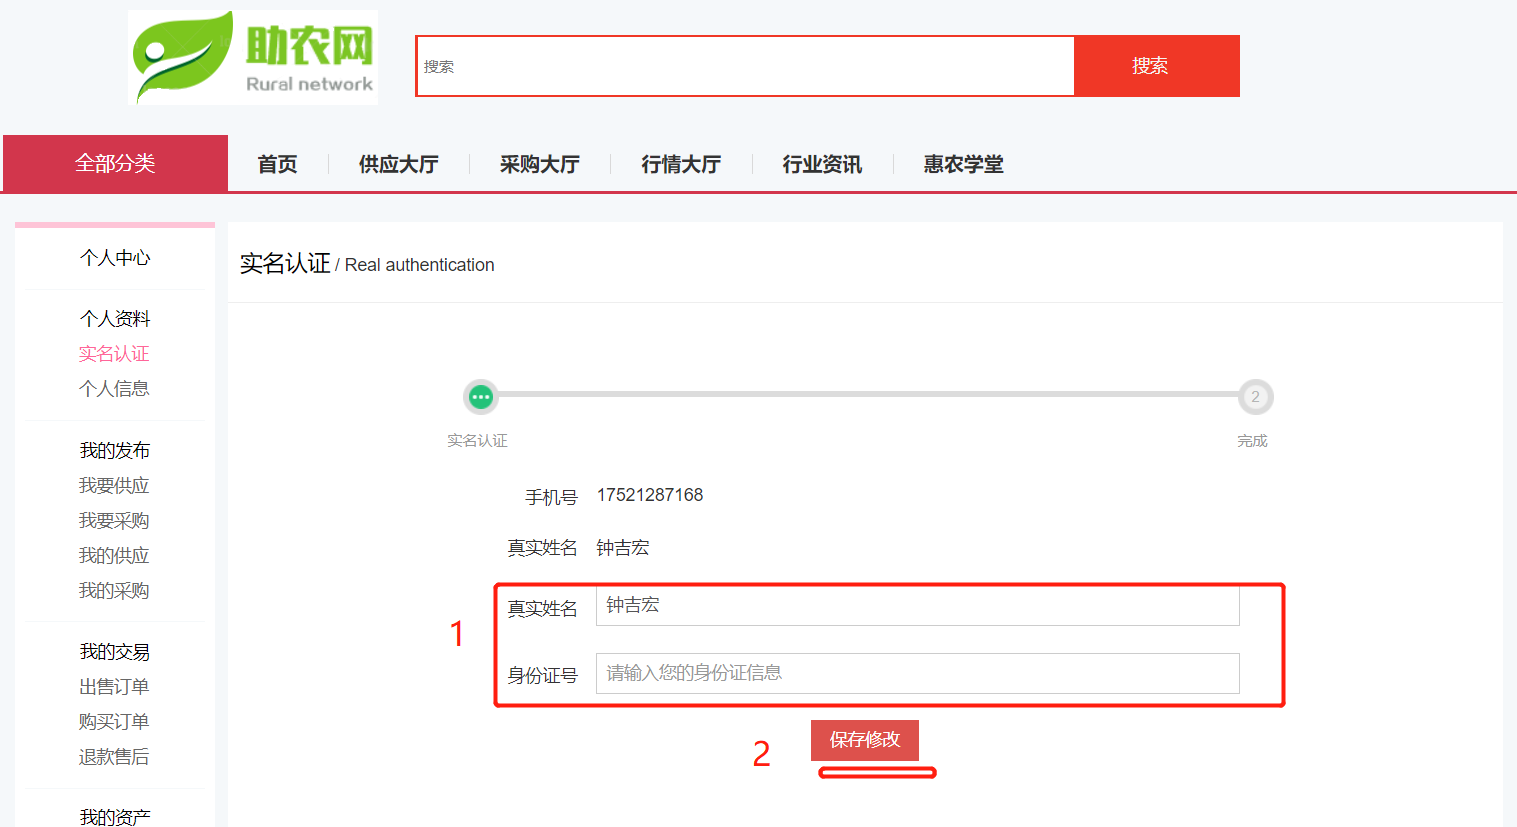 助农网
Rural network
搜索
搜索
全部分类
首页
供应大厅
采购大厅
行情大厅
行业资讯
惠农学堂
个人中心
个人资料
实名认证
个人信息
我的发布
我要供应
我要采购
我的供应
我的采购
我的交易
出售订单
购买订单
退款售后
我的资产
实名认证 / Real authentication
2
实名认证
完成
手机号 17521287168
真实姓名 钟吉宏
1
真实姓名 钟吉宏
身份证号 请输入您的身份证信息
2
保存修改